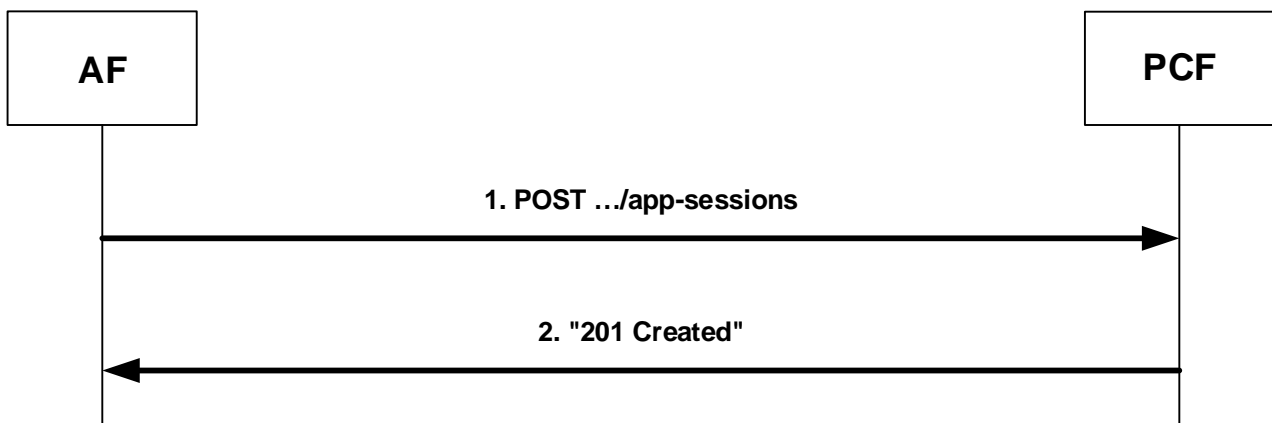 AF
PCF
1. POST …/app-sessions
2. "201 Created"